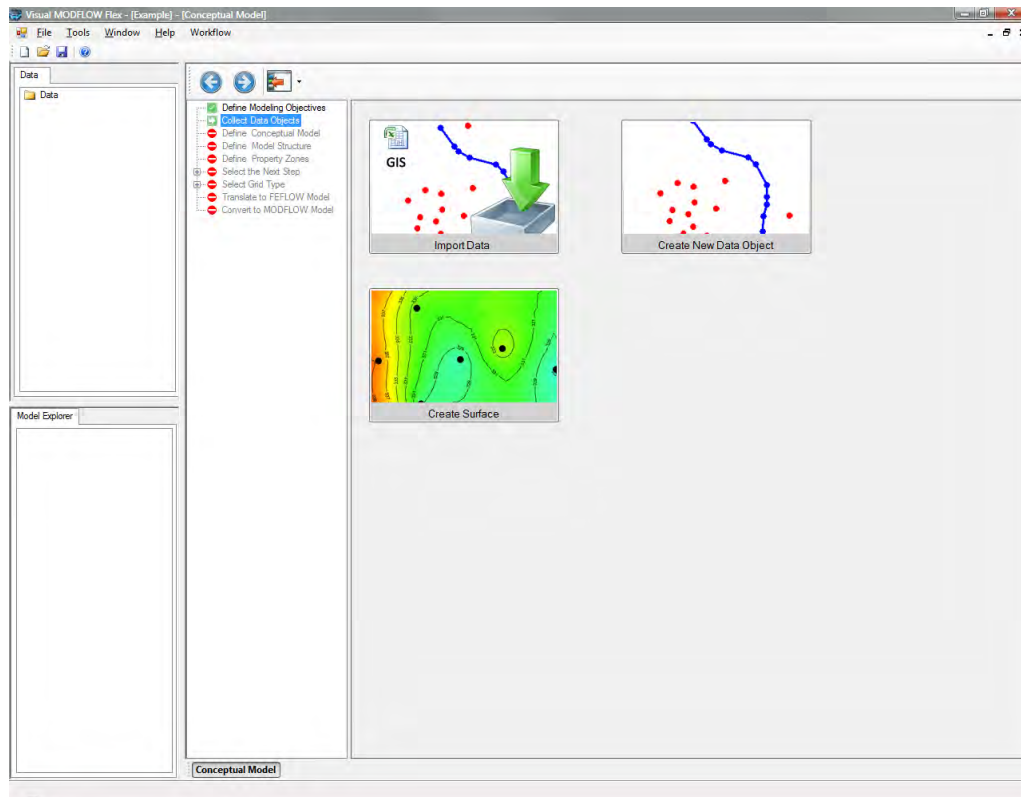 Visual MODFLOW Flex - [Example] - [Conceptual Model]
File Tools Window Help Workflow
Data
Data
Define Modeling Objectives
Collect Data Objects
Define Conceptual Model
Define Model Structure
Define Property Zones
Select the Next Step
Select Grid Type
Translate to FEFLOW Model
Convert to MODFLOW Model
GIS
Import Data
Create New Data Object
Create Surface
Model Explorer
Conceptual Model